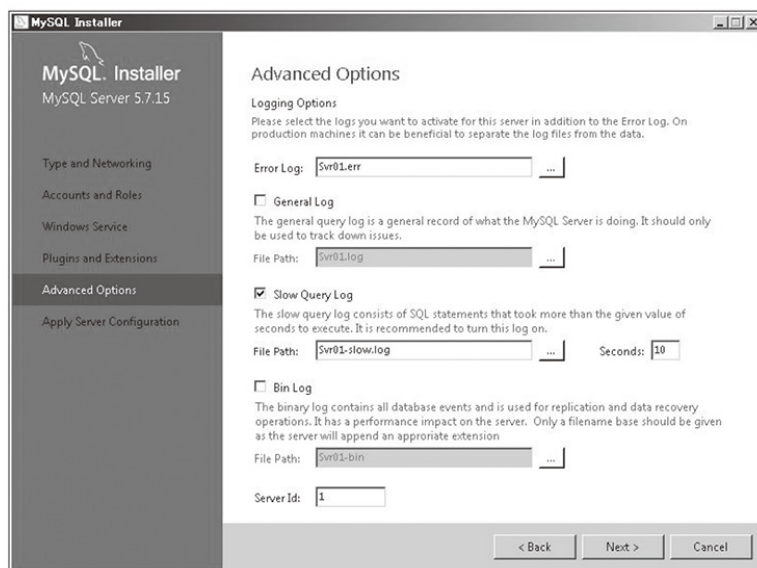 MySQL Installer
MySQL. Installer
MySQL Server 5.7.15
Type and Networking
Accounts and Roles
Windows Service
Plugins and Extensions
Advanced Options
Apply Server Configuration
Advanced Options
Logging Options
Please select the logs you want to activate for this server in addition to the Error Log. On
production machines it can be beneficial to separate the log files from the data.
Error Log: Svr01.err ...
General Log
The general query log is a general record of what the MySQL Server is doing. It should only
be used to track down issues.
File Path: Svr01.log ...
Slow Query Log
The slow query log consists of SQL statements that took more than the given value of
seconds to execute. It is recommended to turn this log on.
File Path: Svr01-slow.log ... Seconds: 10
Bin Log
The binary log contains all database events and is used for replication and data recovery
operations. It has a performance impact on the server. Only a filename base should be given
as the server will append an approriate extension
File Path: Svr01-bin ...
Server Id: 1
< Back Next > Cancel